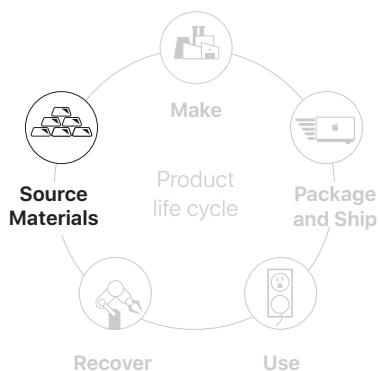 Make
Source
Materials
Product
life cycle
Package
and Ship
Recover
Use